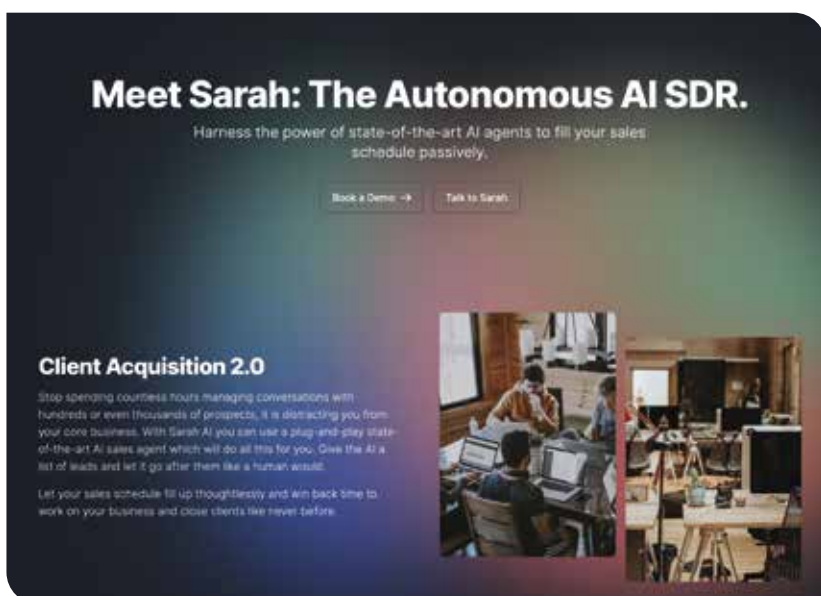 Meet Sarah: The Autonomous AI SDR.
Harness the power of state-of-the-art AI agents to fill your sales
schedule passively.
Book a Demo →
Talk to Sarah
Client Acquisition 2.0
Stop spending countless hours managing conversations with
hundreds or even thousands of prospects, it is distracting you from
your core business. With Sarah AI you can use a plug-and-play state-
of-the-art AI sales agent which will do all this for you. Give the AI a
list of leads and let it go after them like a human would.
Let your sales schedule fill up thoughtlessly and win back time to
work on your business and close clients like never before.